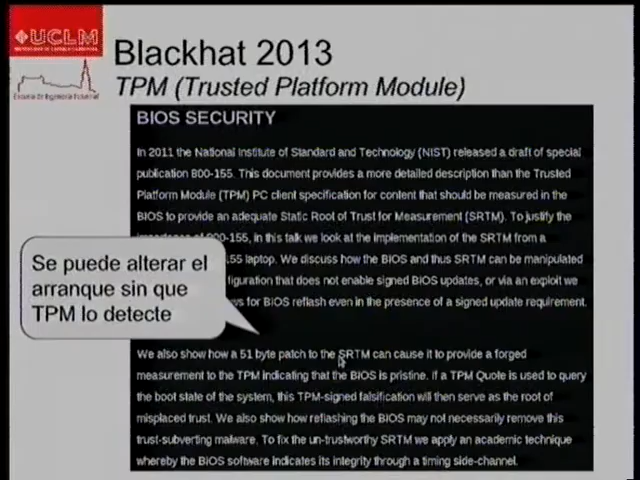 UCLM
Blackhat 2013
TPM (Trusted Platform Module)
BIOS SECURITY
In 2011 the National Institute of Standard and Technology (NIST) released a draft of special
publication 800-155. This document provides a more detailed description than the Trusted
Platform Module (TPM) PC client specification for content that should be measured in the
BIOS to provide an adequate Static Root of Trust for Measurement (SRTM). To justify the
00-155, in this talk we look at the implementation of the SRTM from a
55 laptop. We discuss how the BIOS and thus SRTM can be manipulated
figuration that does not enable signed BIOS updates, or via an exploit we
ws for BIOS reflash even in the presence of a signed update requirement.
Se puede alterar el
arranque sin que
TPM lo detecte
We also show how a 51 byte patch to the SRTM can cause it to provide a forged
measurement to the TPM indicating that the BIOS is pristine. If a TPM Quote is used to query
the boot state of the system, this TPM-signed falsification will then serve as the root of
misplaced trust. We also show how reflashing the BIOS may not necessarily remove this
trust-subverting malware. To fix the un-trustworthy SRTM we apply an academic technique
whereby the BIOS software indicates its integrity through a timing side-channel.